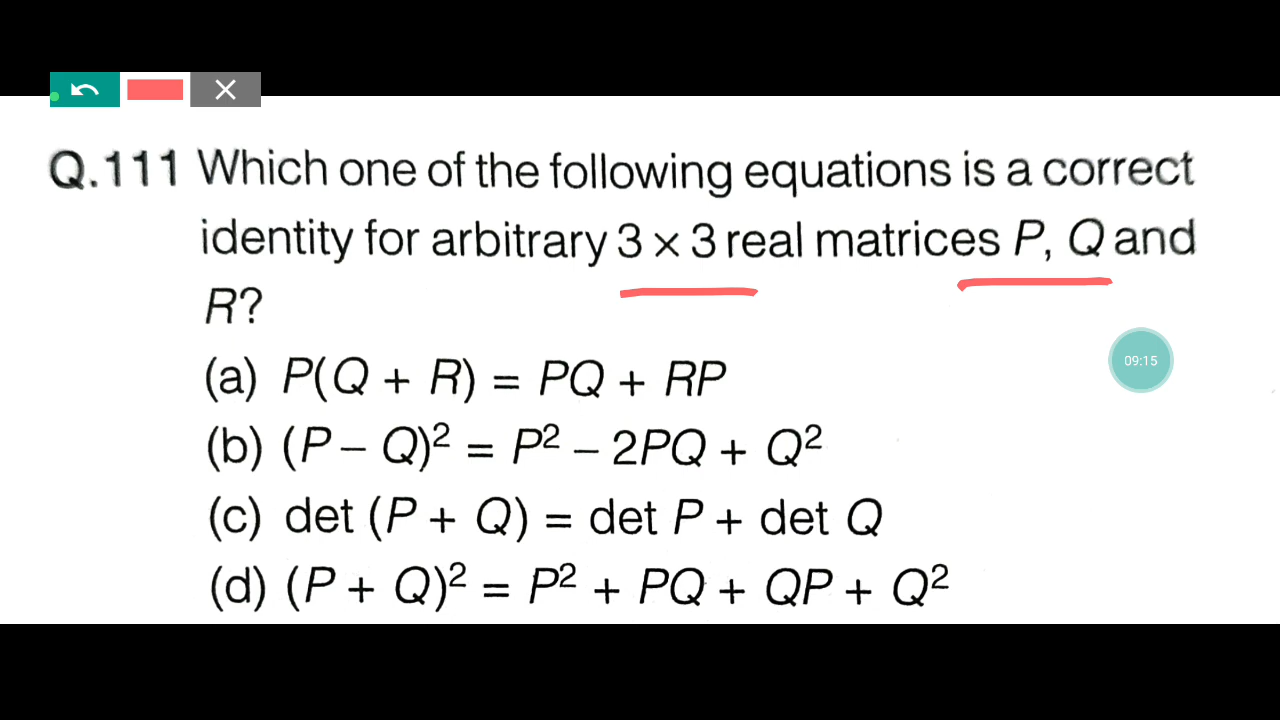 Q.111 Which one of the following equations is a correct
identity for arbitrary 3 × 3 real matrices P, Q and
R?
09:15
(a) P(Q + R) = PQ + RP
(b) (P – Q)² = P² – 2PQ + Q²
(c) det (P + Q) = det P + det Q
(d) (P + Q)² = P² + PQ + QP + Q²